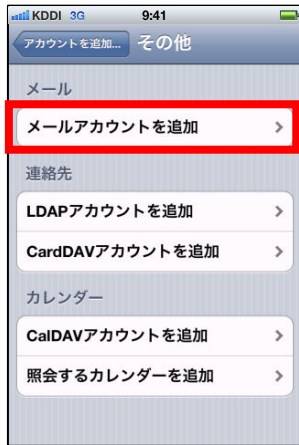 KDDI 3G 9:41
アカウントを追加... その他
メール
メールアカウントを追加
連絡先
LDAPアカウントを追加
CardDAVアカウントを追加
カレンダー
CalDAVアカウントを追加
照会するカレンダーを追加